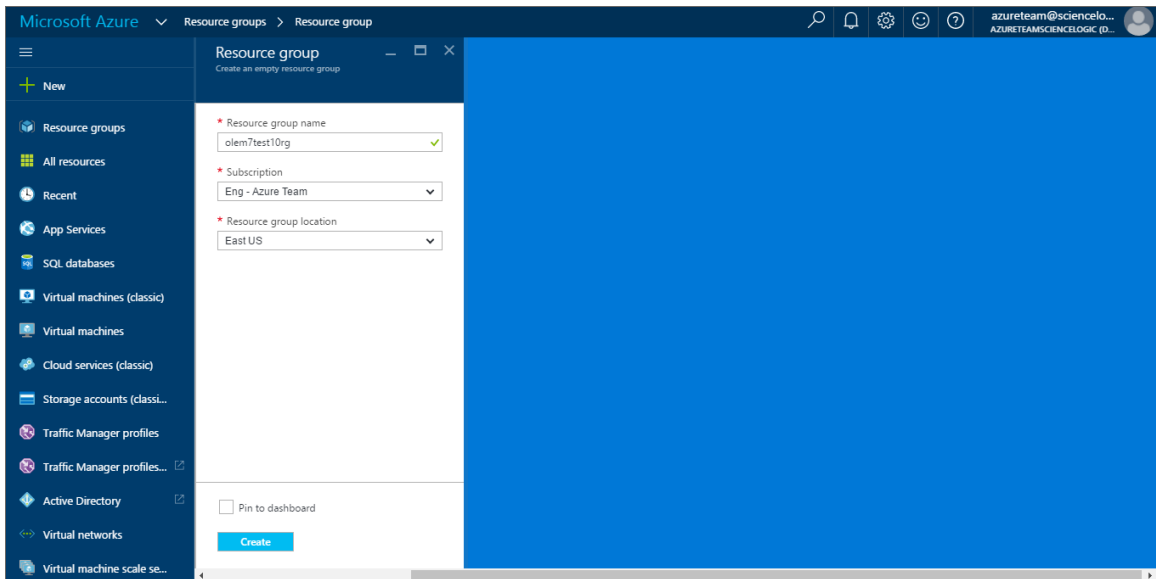 Microsoft Azure Resource groups > Resource group
azureteam@sciencelo...
AZURETEAMSCIENCELOGIC (D...
New
Resource groups
All resources
Recent
App Services
SQL databases
Virtual machines (classic)
Virtual machines
Cloud services (classic)
Storage accounts (classi...
Traffic Manager profiles
Traffic Manager profiles...
Active Directory
Virtual networks
Virtual machine scale se...
Resource group
Create an empty resource group
* Resource group name
olem7test10rg
* Subscription
Eng - Azure Team
* Resource group location
East US
Pin to dashboard
Create